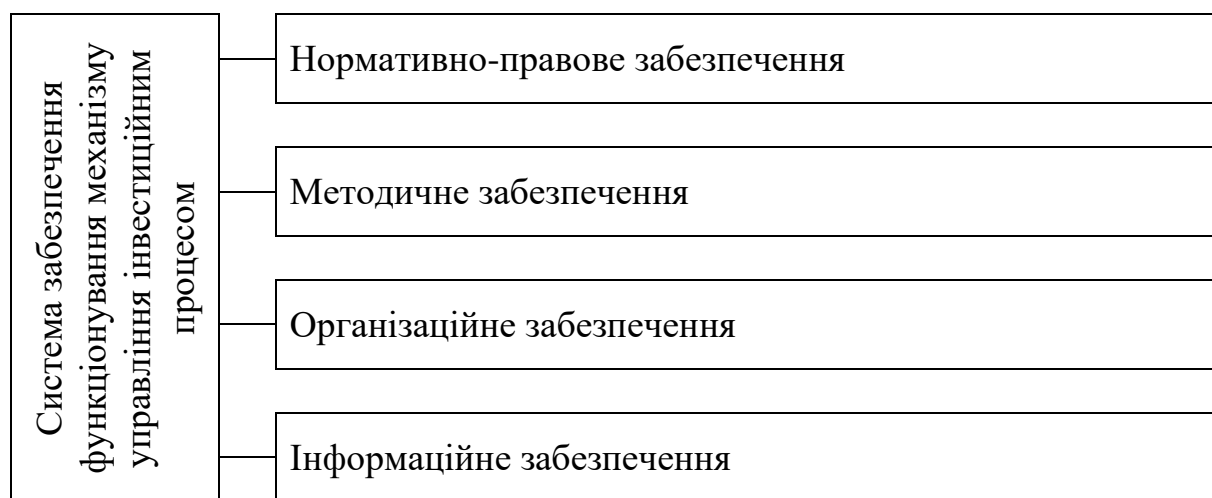 Система забезпечення
функціонування механізму
управління інвестиційним
процесом
Нормативно-правове забезпечення
Методичне забезпечення
Організаційне забезпечення
Інформаційне забезпечення